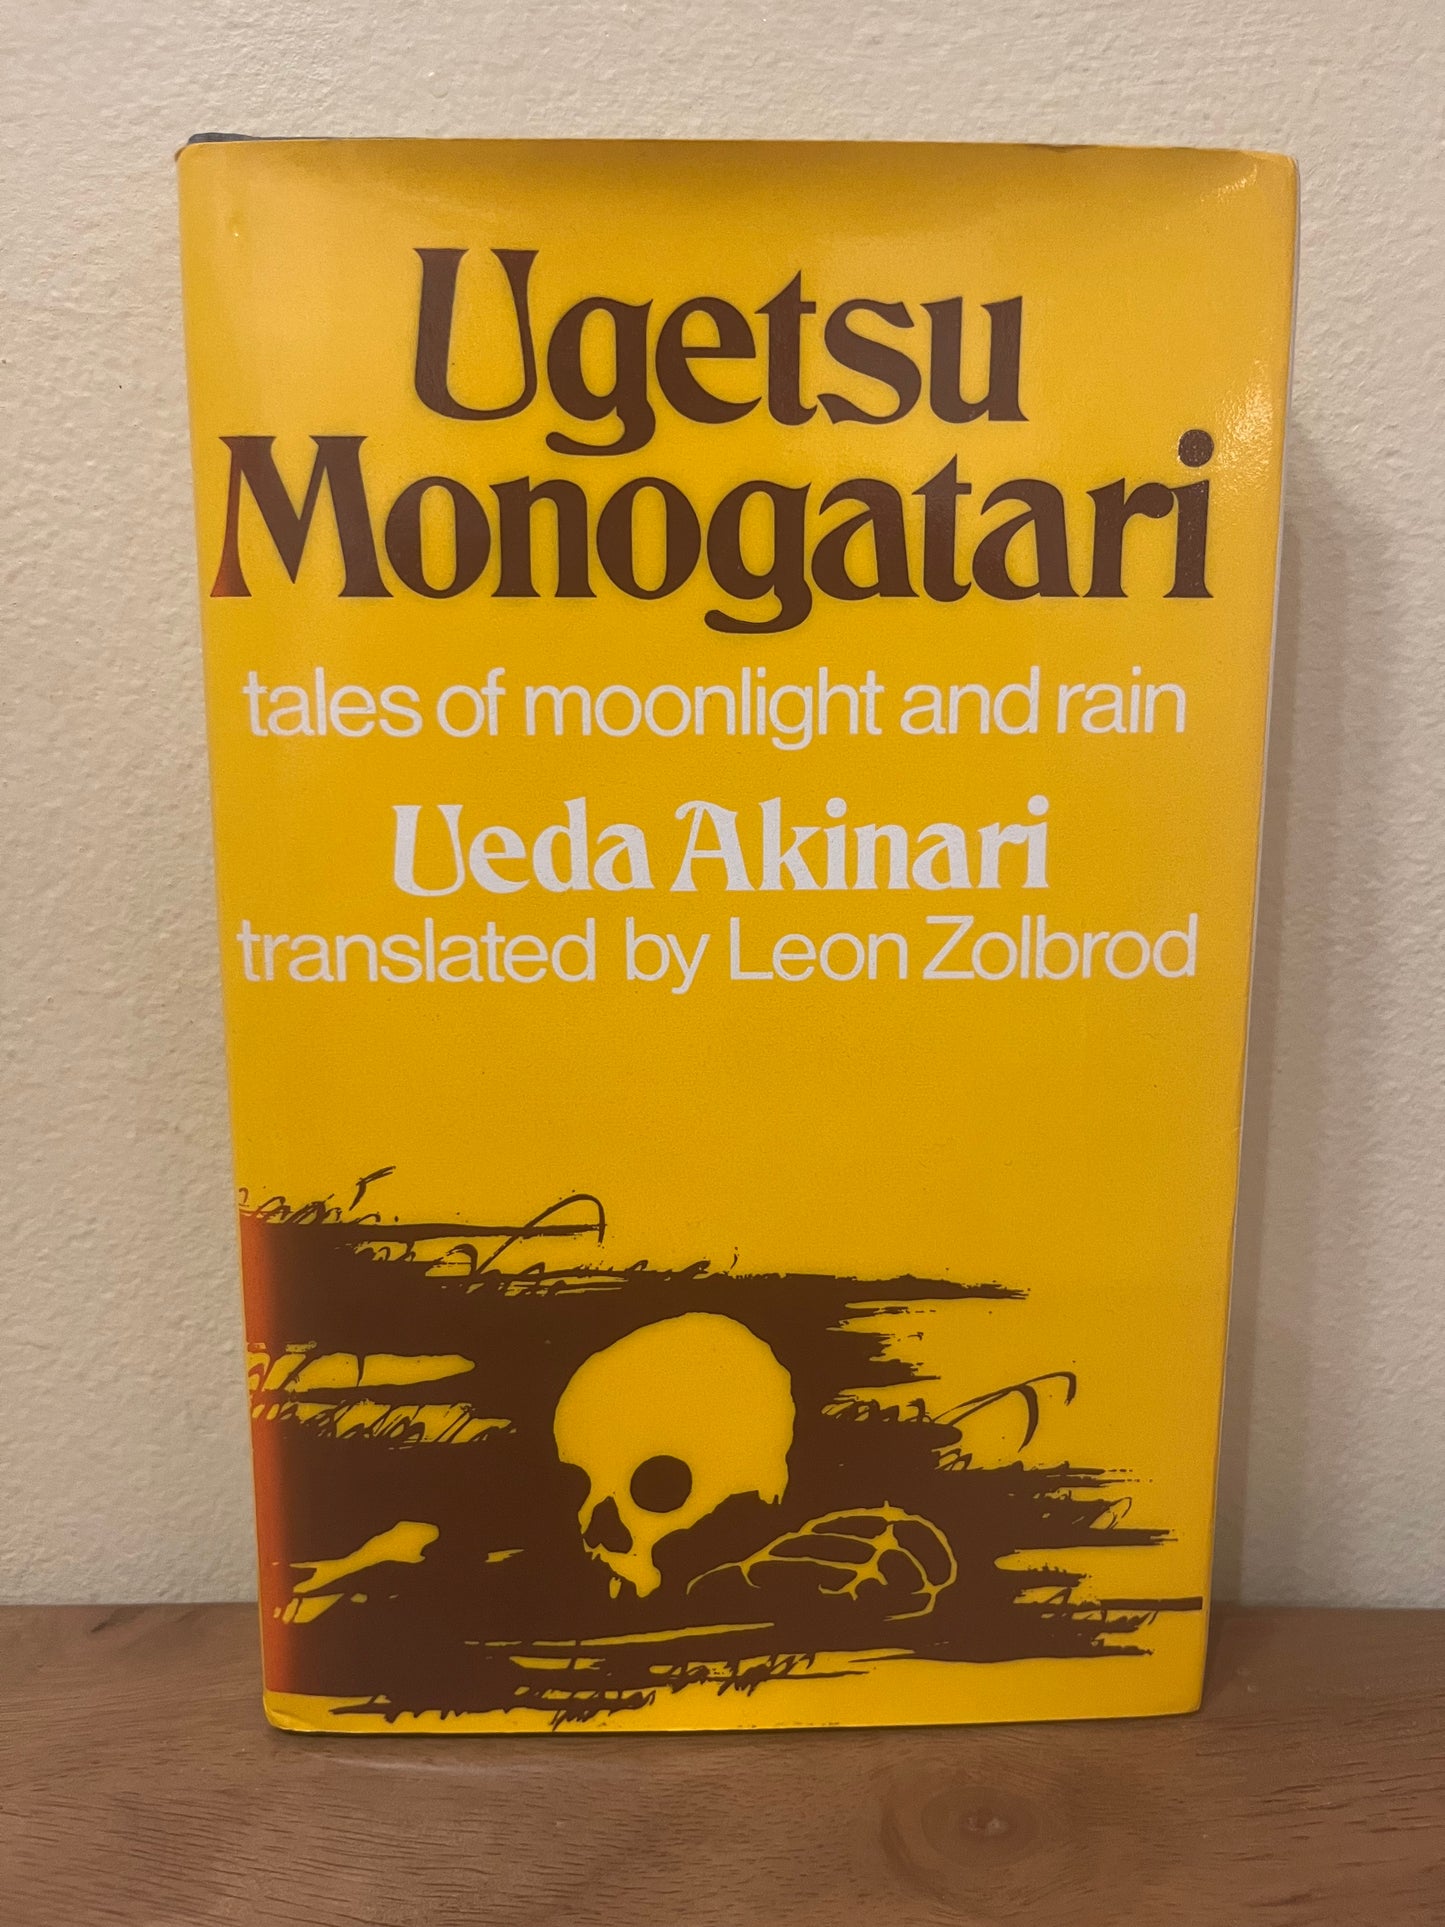 Ugetsu
Monogatari
tales of moonlight and rain
Ueda Akinari
translated by Leon Zolbrod